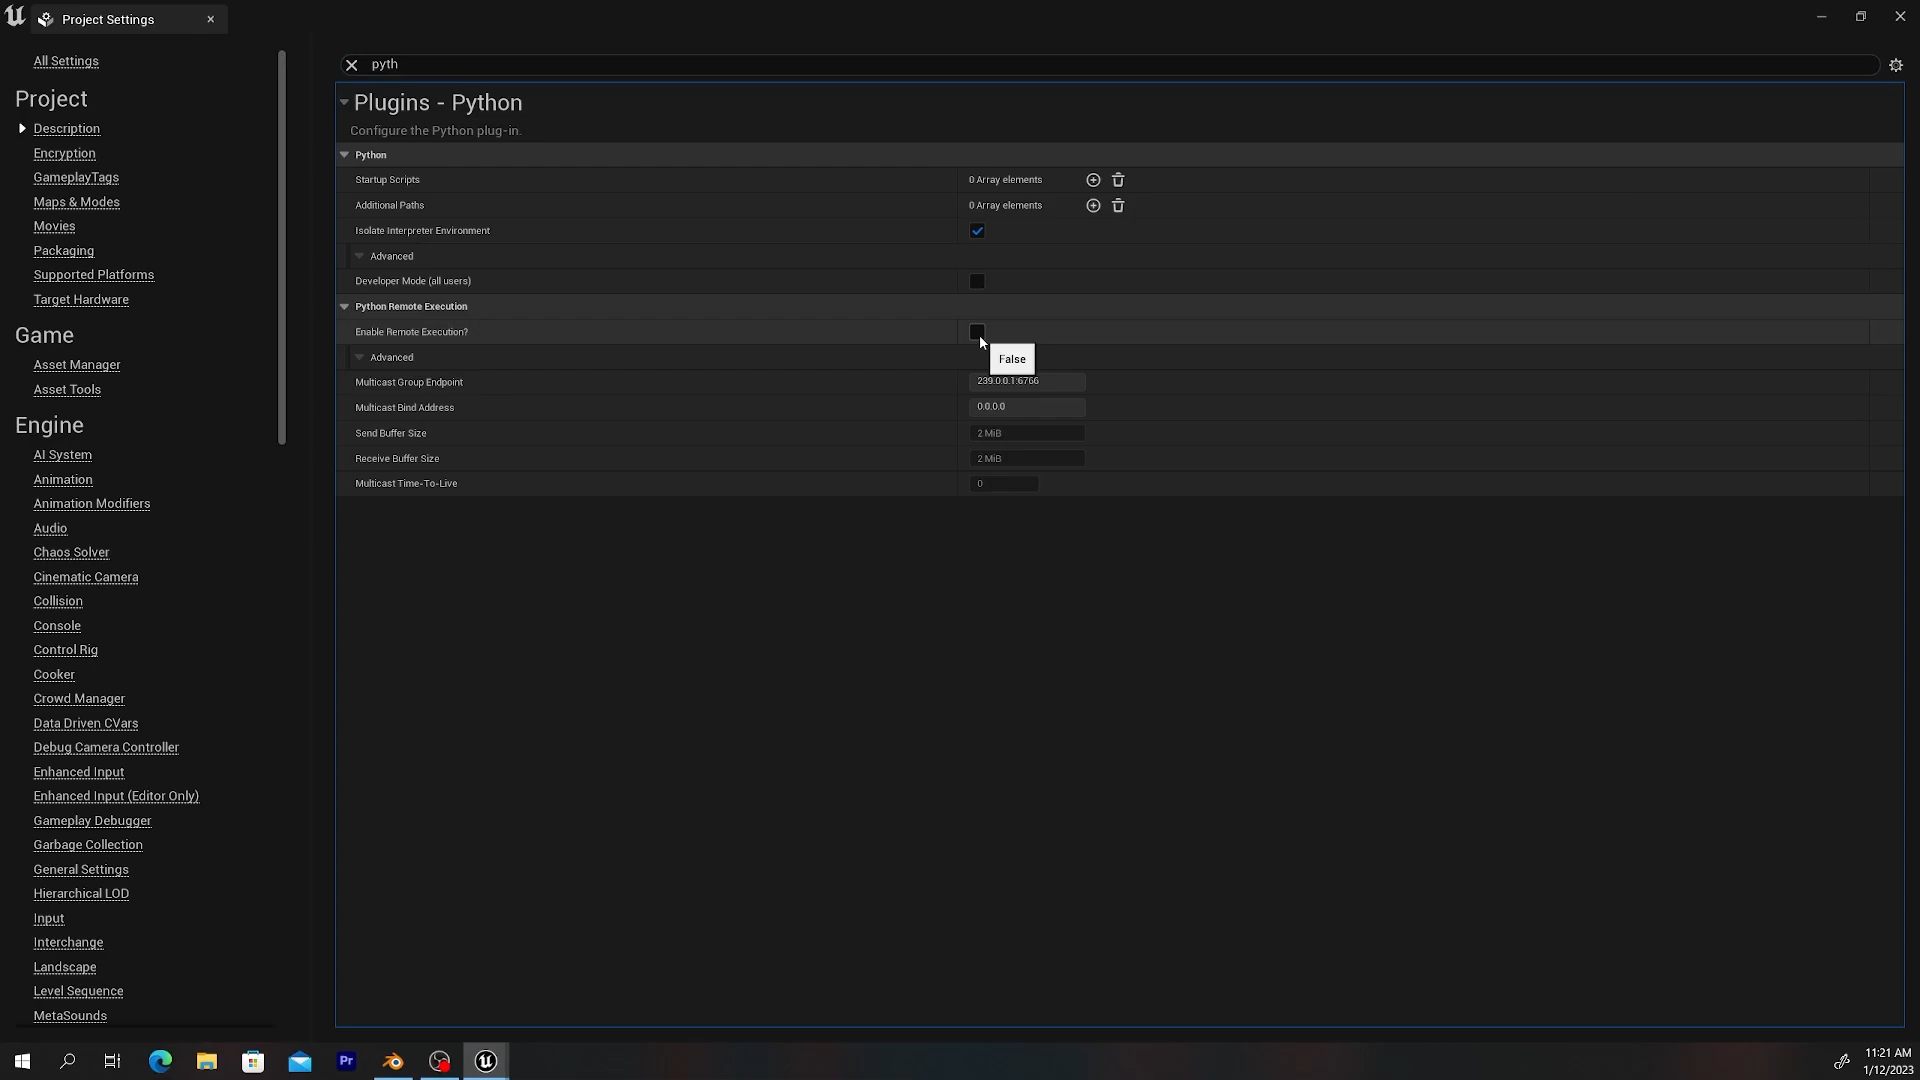 Project Settings
All Settings
Project
Description
Encryption
GameplayTags
Maps & Modes
Movies
Packaging
Supported Platforms
Target Hardware
Game
Asset Manager
Asset Tools
Engine
AI System
Animation
Animation Modifiers
Audio
Chaos Solver
Cinematic Camera
Collision
Console
Control Rig
Cooker
Crowd Manager
Data Driven CVars
Debug Camera Controller
Enhanced Input
Enhanced Input (Editor Only)
Gameplay Debugger
Garbage Collection
General Settings
Hierarchical LOD
Input
Interchange
Landscape
Level Sequence
MetaSounds
pyth
Plugins - Python
Configure the Python plug-in.
Python
Startup Scripts 0 Array elements
Additional Paths 0 Array elements
Isolate Interpreter Environment
Advanced
Developer Mode (all users)
Python Remote Execution
Enable Remote Execution?
False
Advanced
Multicast Group Endpoint 239.0.0.1:6766
Multicast Bind Address 0.0.0.0
Send Buffer Size 2 MiB
Receive Buffer Size 2 MiB
Multicast Time-To-Live 0
Pr
11:21 AM
1/12/2023